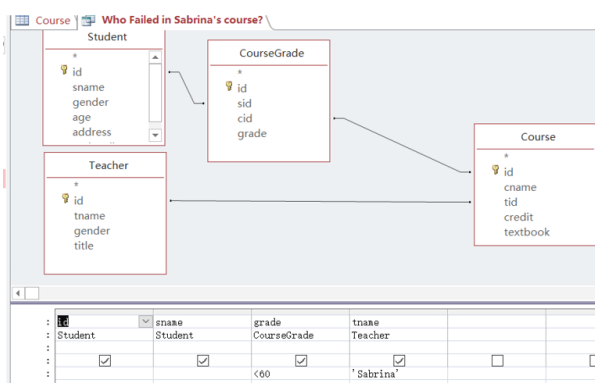 Course Who Failed in Sabrina's course?
Student
*
id
sname
gender
age
address
CourseGrade
*
id
sid
cid
grade
Course
*
id
cname
tid
credit
textbook
Teacher
*
id
tname
gender
title
: id sname grade tname
: Student Student CourseGrade Teacher
:
:
: <60 'Sabrina'